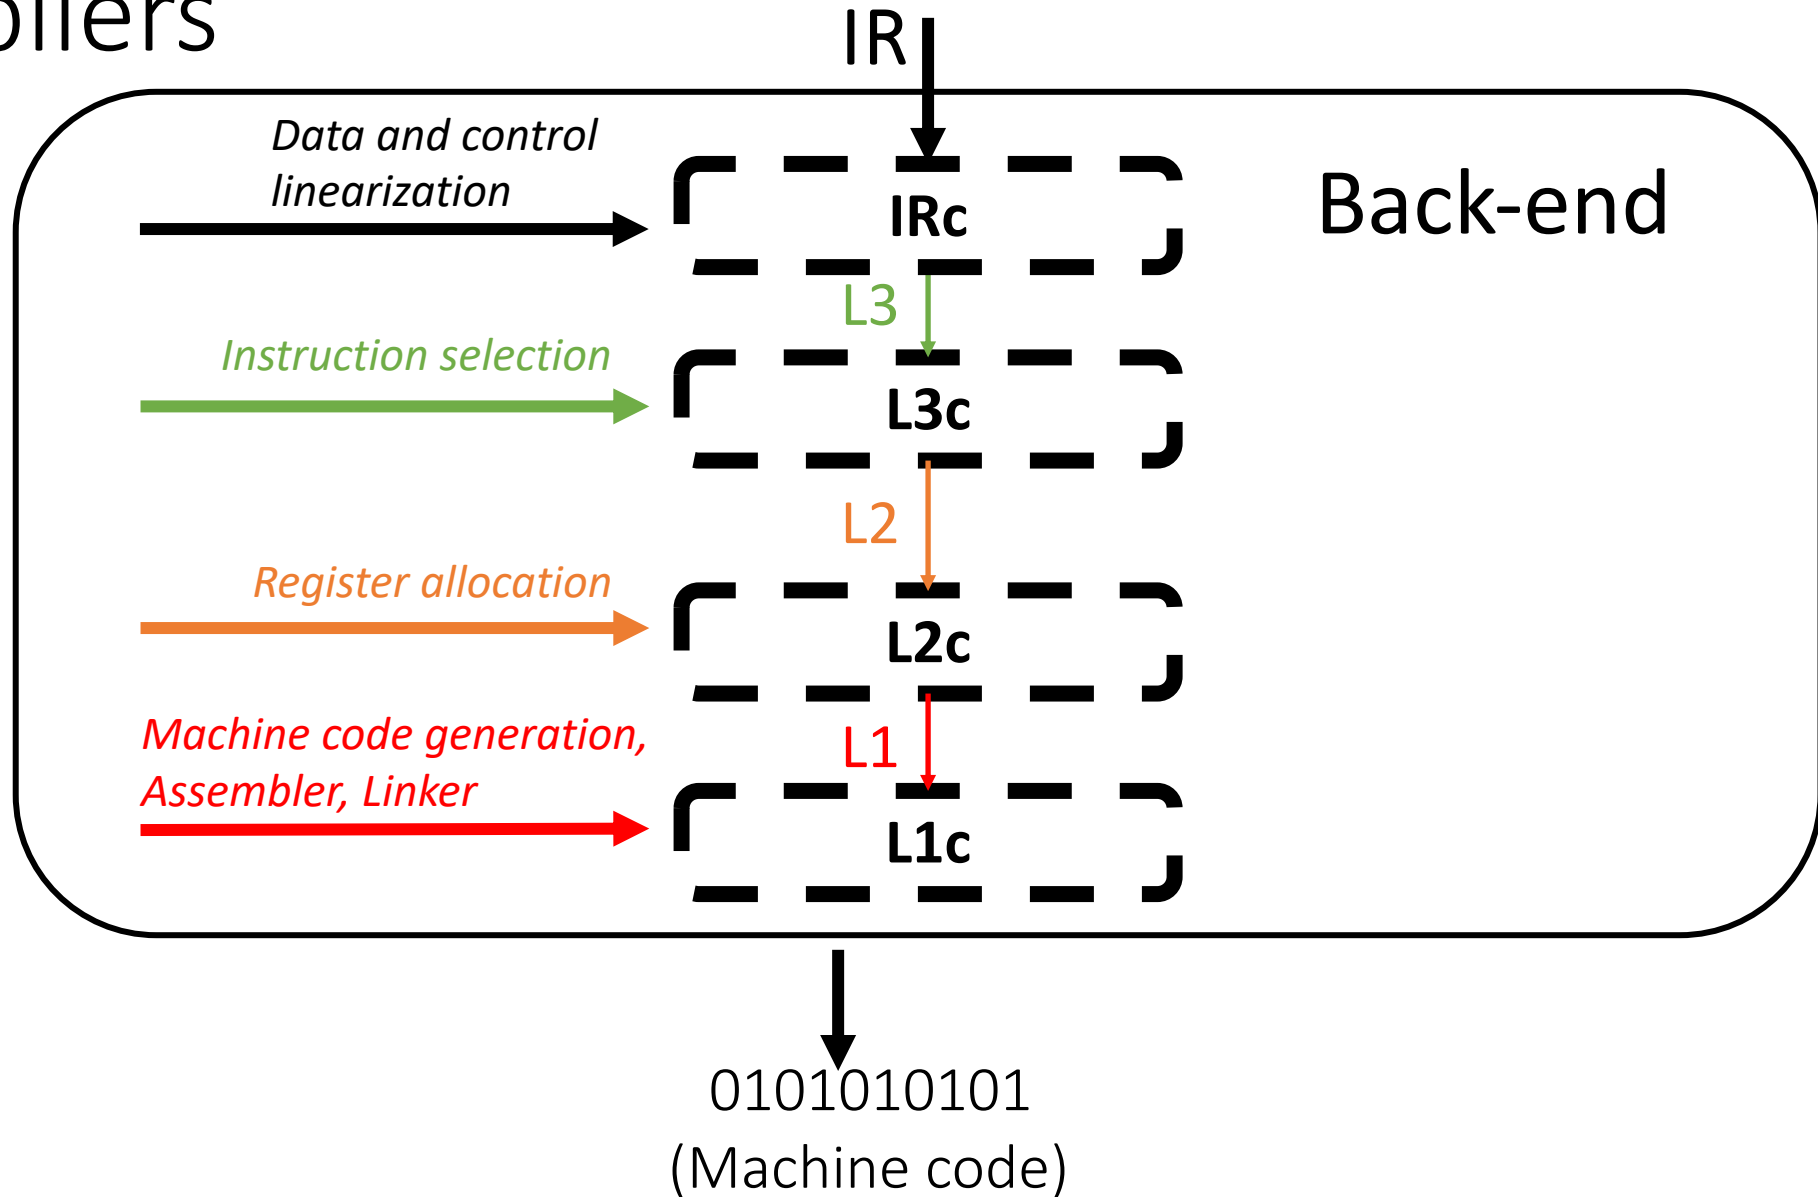 IR
Data and control
linearization
Back-end
IRc
L3
Instruction selection
L3c
L2
Register allocation
L2c
Machine code generation,
L1
Assembler, Linker
L1c
0101010101
(Machine code)